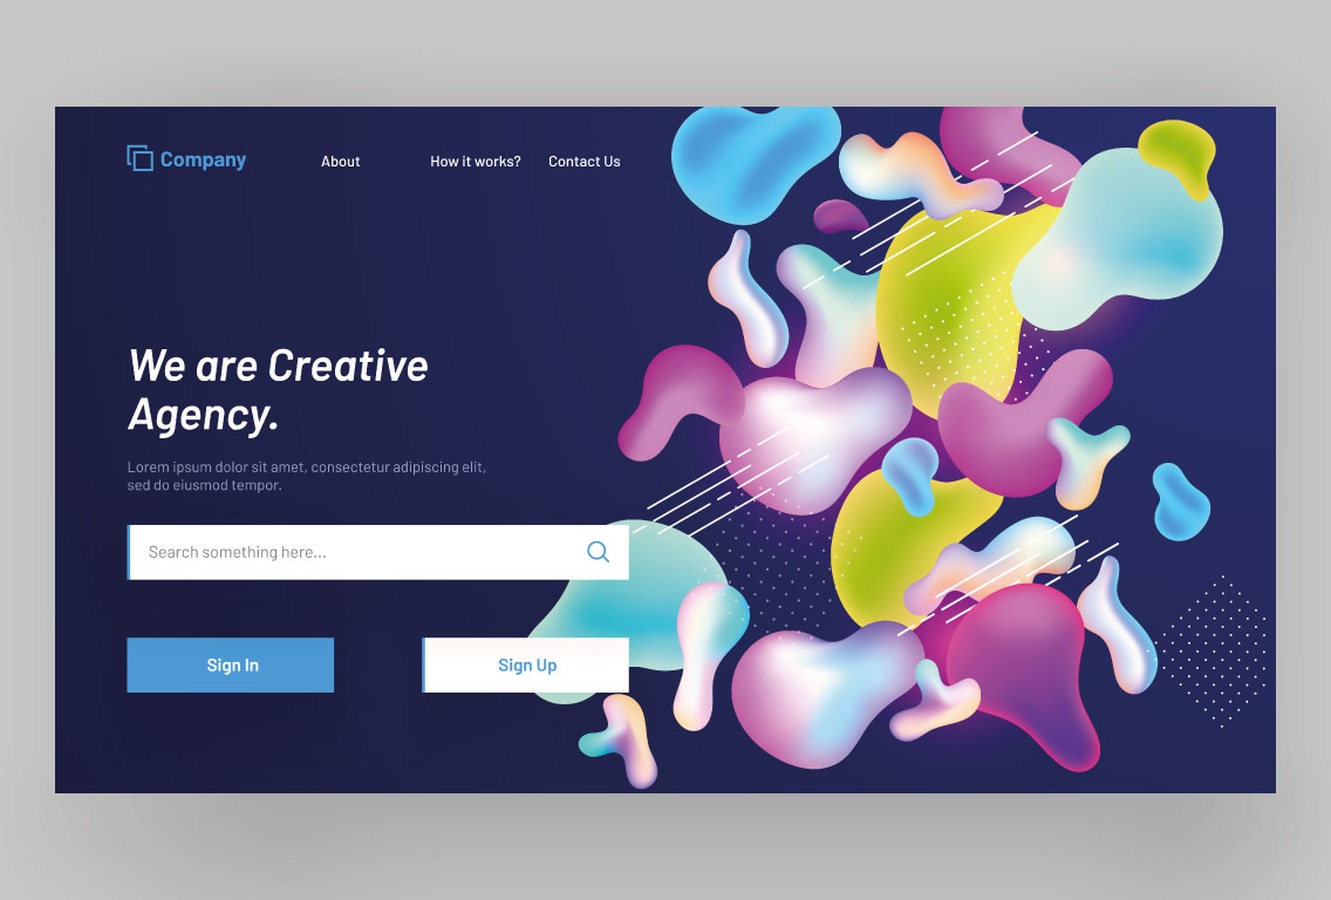 Company
About
How it works?
Contact Us
We are Creative
Agency.
Lorem ipsum dolor sit amet, consectetur adipiscing elit,
sed do eiusmod tempor.
Search something here...
Sign In
Sign Up